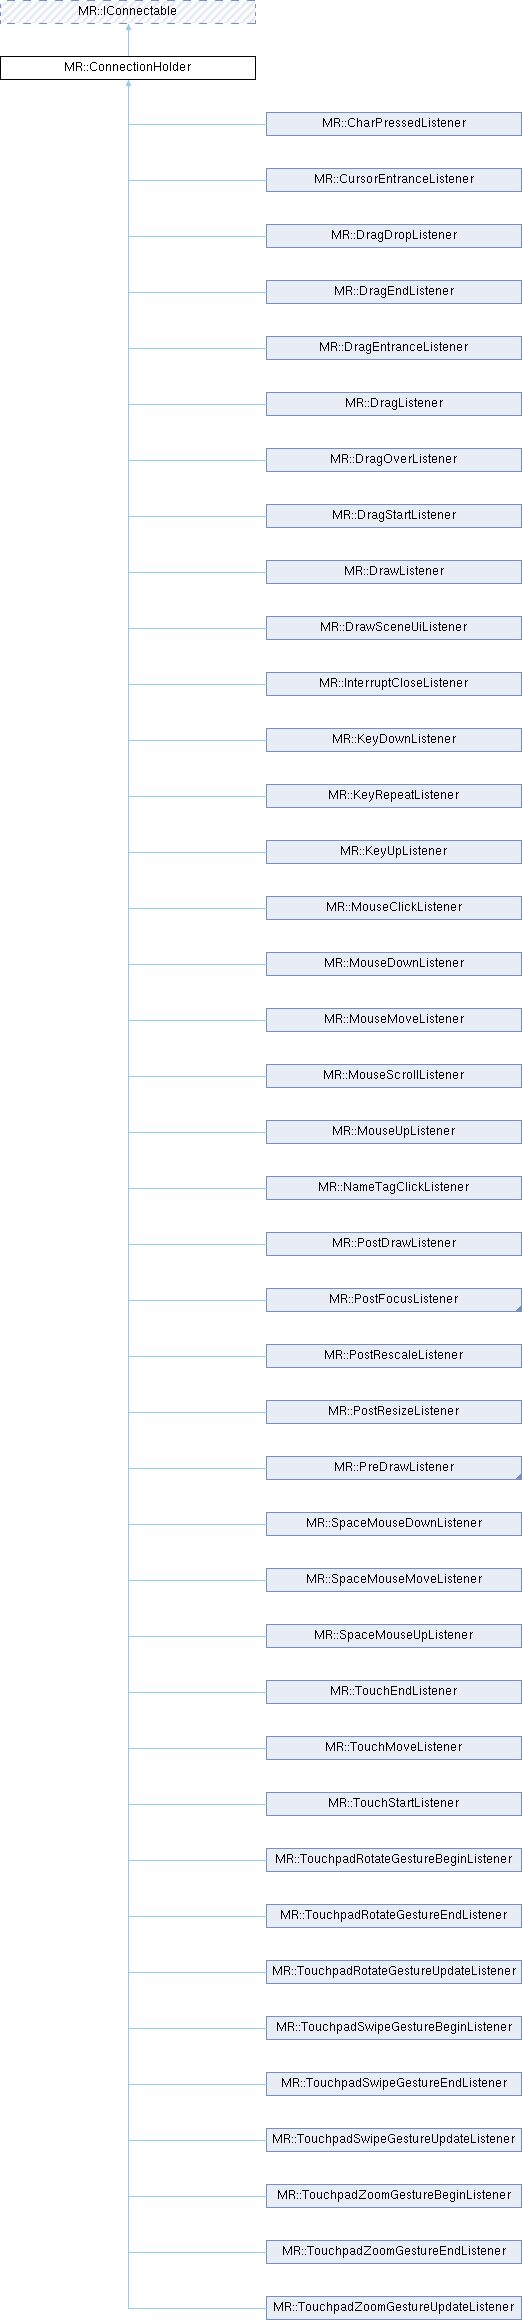 MR::IConnectable
MR::ConnectionHolder
MR::CharPressedListener
MR::CursorEntranceListener
MR::DragDropListener
MR::DragEndListener
MR::DragEntranceListener
MR::DragListener
MR::DragOverListener
MR::DragStartListener
MR::DrawListener
MR::DrawSceneUiListener
MR::InterruptCloseListener
MR::KeyDownListener
MR::KeyRepeatListener
MR::KeyUpListener
MR::MouseClickListener
MR::MouseDownListener
MR::MouseMoveListener
MR::MouseScrollListener
MR::MouseUpListener
MR::NameTagClickListener
MR::PostDrawListener
MR::PostFocusListener
MR::PostRescaleListener
MR::PostResizeListener
MR::PreDrawListener
MR::SpaceMouseDownListener
MR::SpaceMouseMoveListener
MR::SpaceMouseUpListener
MR::TouchEndListener
MR::TouchMoveListener
MR::TouchStartListener
MR::TouchpadRotateGestureBeginListener
MR::TouchpadRotateGestureEndListener
MR::TouchpadRotateGestureUpdateListener
MR::TouchpadSwipeGestureBeginListener
MR::TouchpadSwipeGestureEndListener
MR::TouchpadSwipeGestureUpdateListener
MR::TouchpadZoomGestureBeginListener
MR::TouchpadZoomGestureEndListener
MR::TouchpadZoomGestureUpdateListener